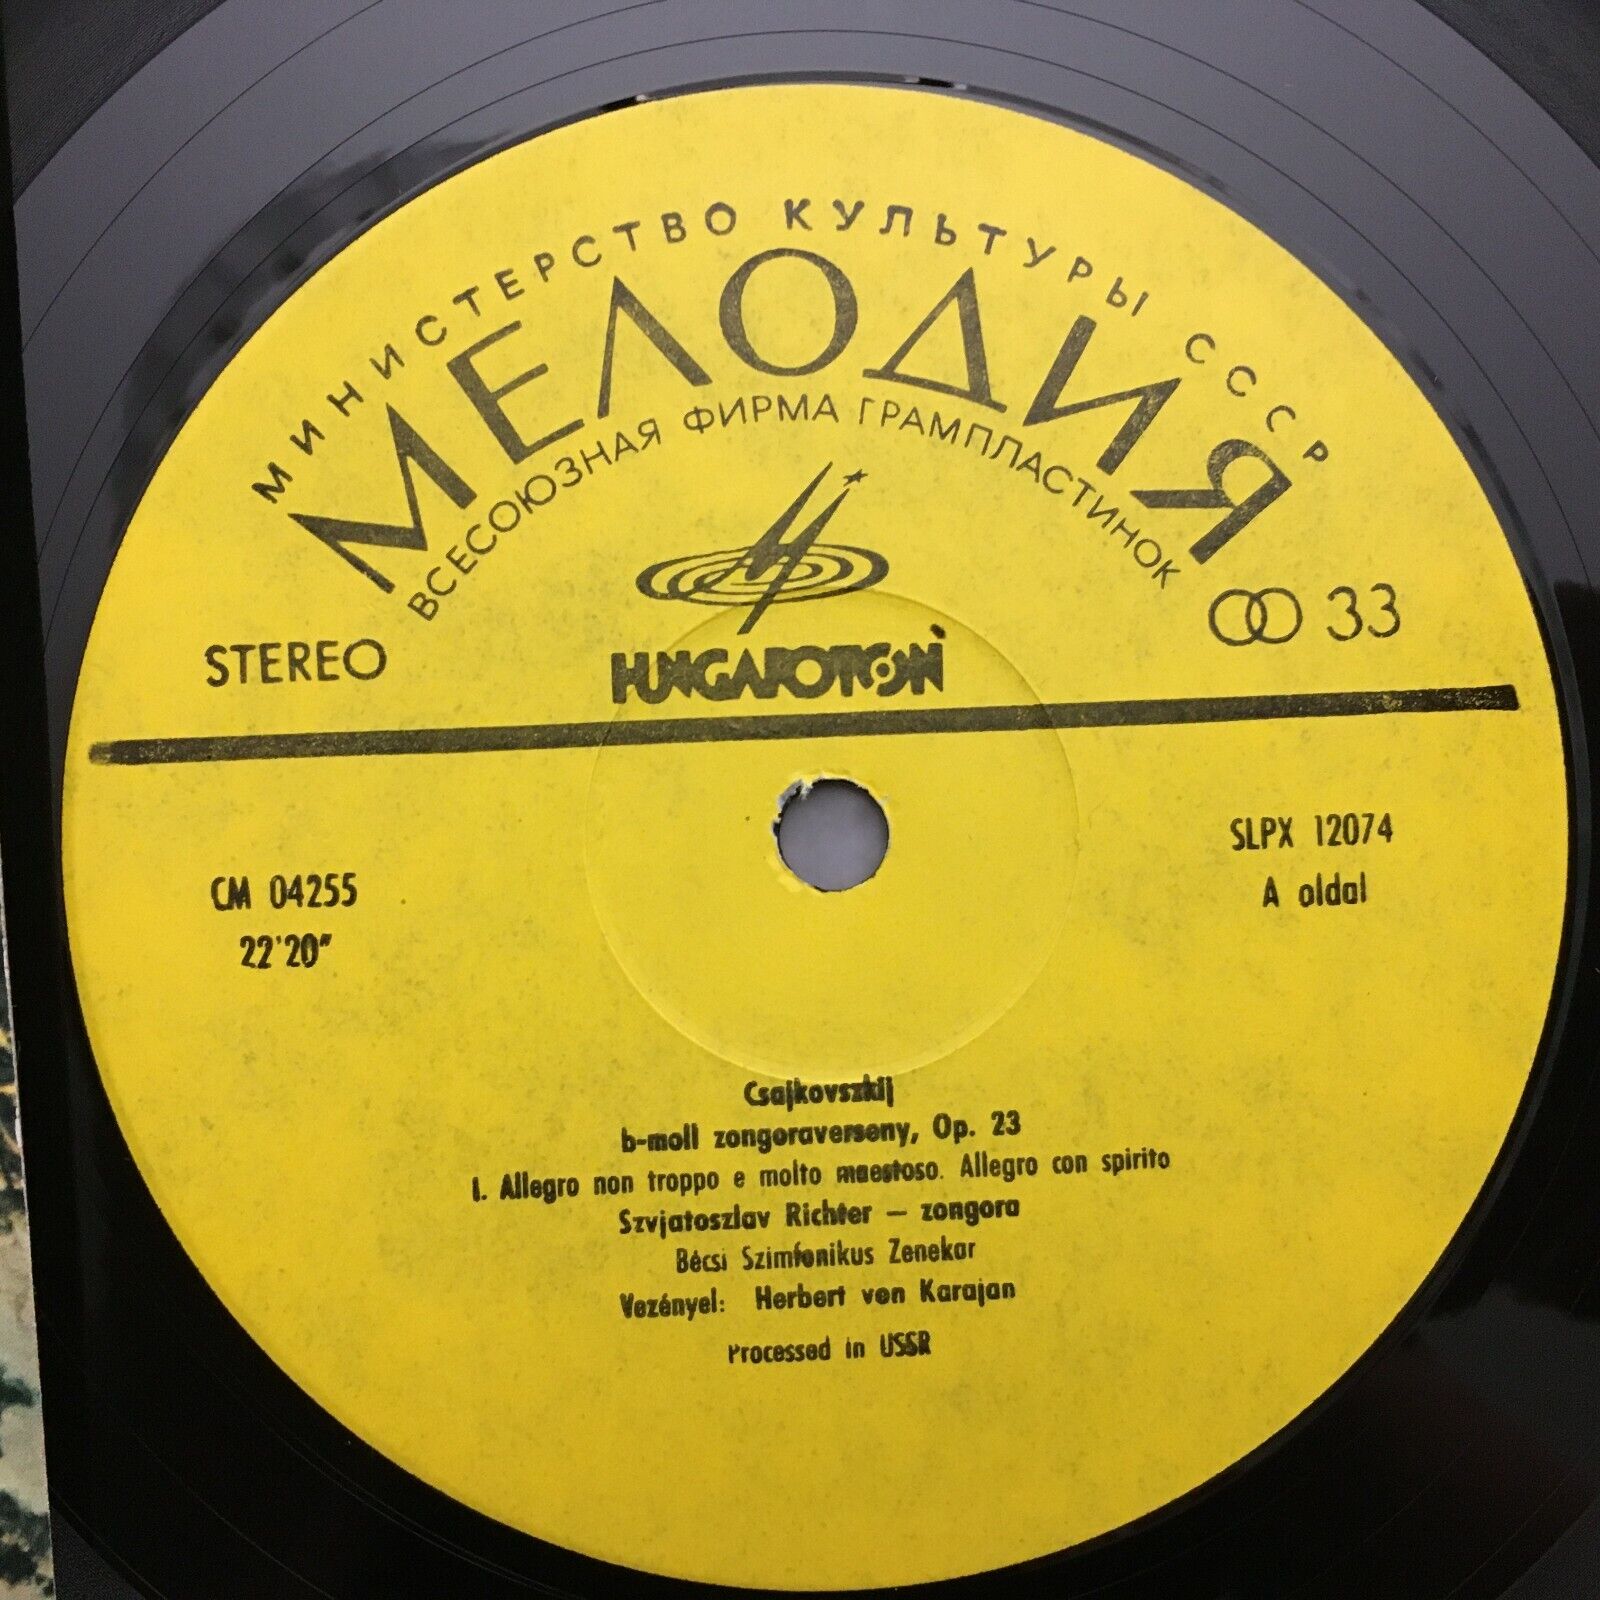 МИНИСТЕРСТВО КУЛЬТУРЫ СССР
МЕЛОДИЯ
ВСЕСОЮЗНАЯ ФИРМА ГРАМПЛАСТИНОК
STEREO
HUNGAROTON
33
SLPX 12074
A oldal
CM 04255
22'20"
Csajkovszkij
b-moll zongoraverseny, Op. 23
I. Allegro non troppo e molto maestoso. Allegro con spirito
Szvjatoszlav Richter — zongora
Bécsi Szimfonikus Zenekar
Vezényel: Herbert von Karajan
Processed in USSR